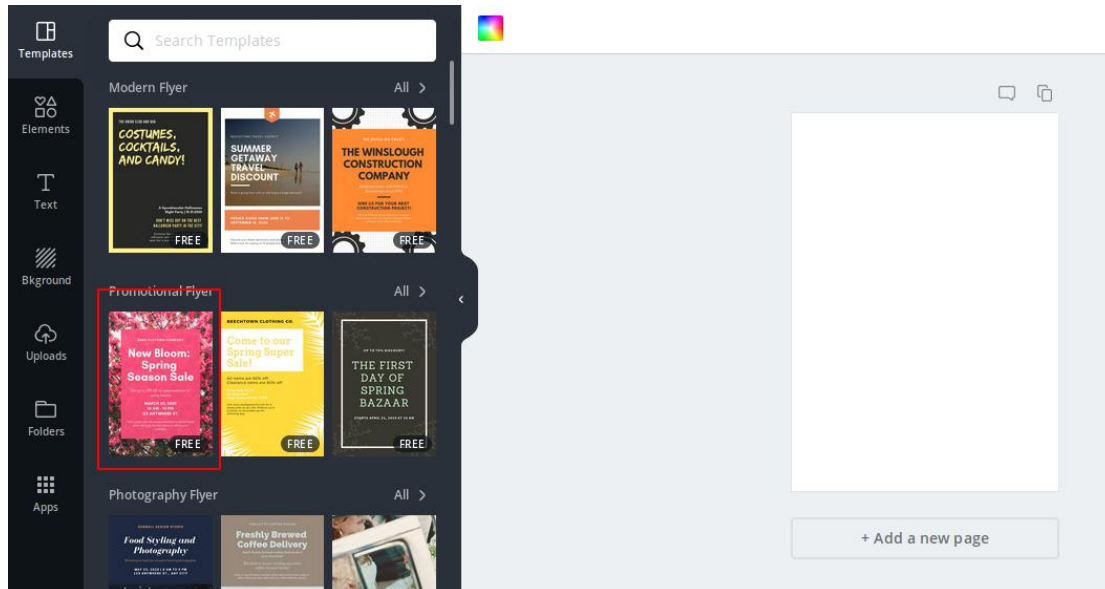 Templates
Elements
Text
Bkground
Uploads
Folders
Apps
Search Templates
Modern Flyer
All >
COSTUMES,
COCKTAILS,
AND CANDY!
FREE
SUMMER
GETAWAY
TRAVEL
DISCOUNT
FREE
THE WINSLOUGH
CONSTRUCTION
COMPANY
FREE
Promotional Flyer
All >
New Bloom:
Spring
Season Sale
FREE
BEECHTOWN CLOTHING CO.
Come to our
Spring Super
Sale!
FREE
THE FIRST
DAY OF
SPRING
BAZAAR
FREE
Photography Flyer
All >
Food Styling and
Photography
Freshly Brewed
Coffee Delivery
+ Add a new page